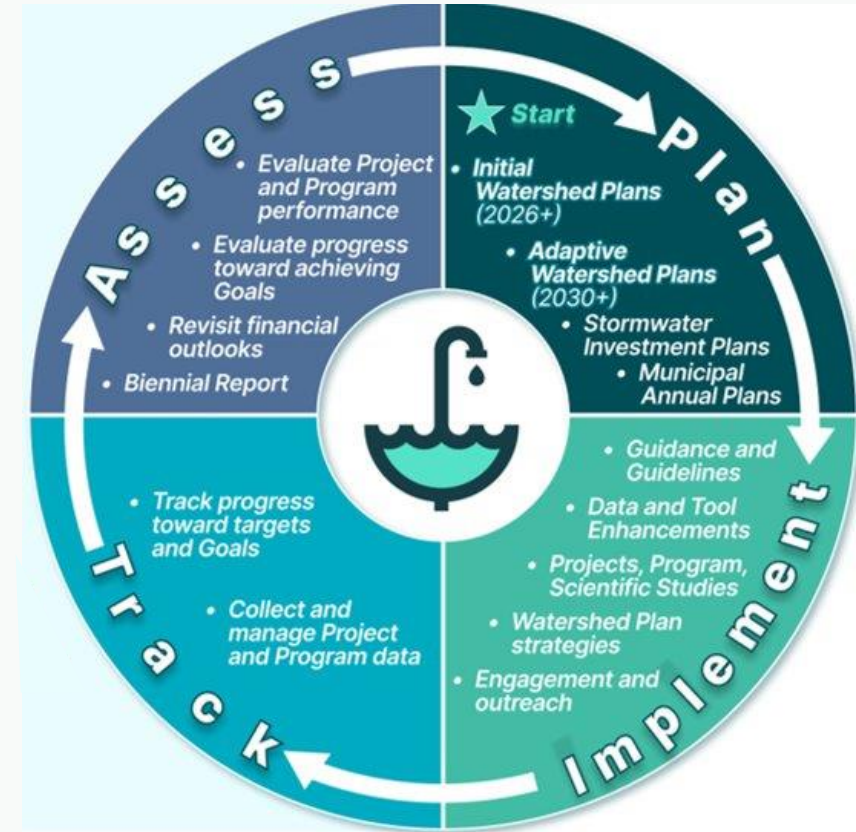 Assess
• Evaluate Project
and Program
performance
• Evaluate progress
toward achieving
Goals
• Revisit financial
outlooks
• Biennial Report
Plan
Start
• Initial
Watershed Plans
(2026+)
• Adaptive
Watershed Plans
(2030+)
• Stormwater
Investment Plans
• Municipal
Annual Plans
Implement
• Guidance and
Guidelines
• Data and Tool
Enhancements
• Projects, Program,
Scientific Studies
• Watershed Plan
strategies
• Engagement and
outreach
Track
• Track progress
toward targets
and Goals
• Collect and
manage Project
and Program data